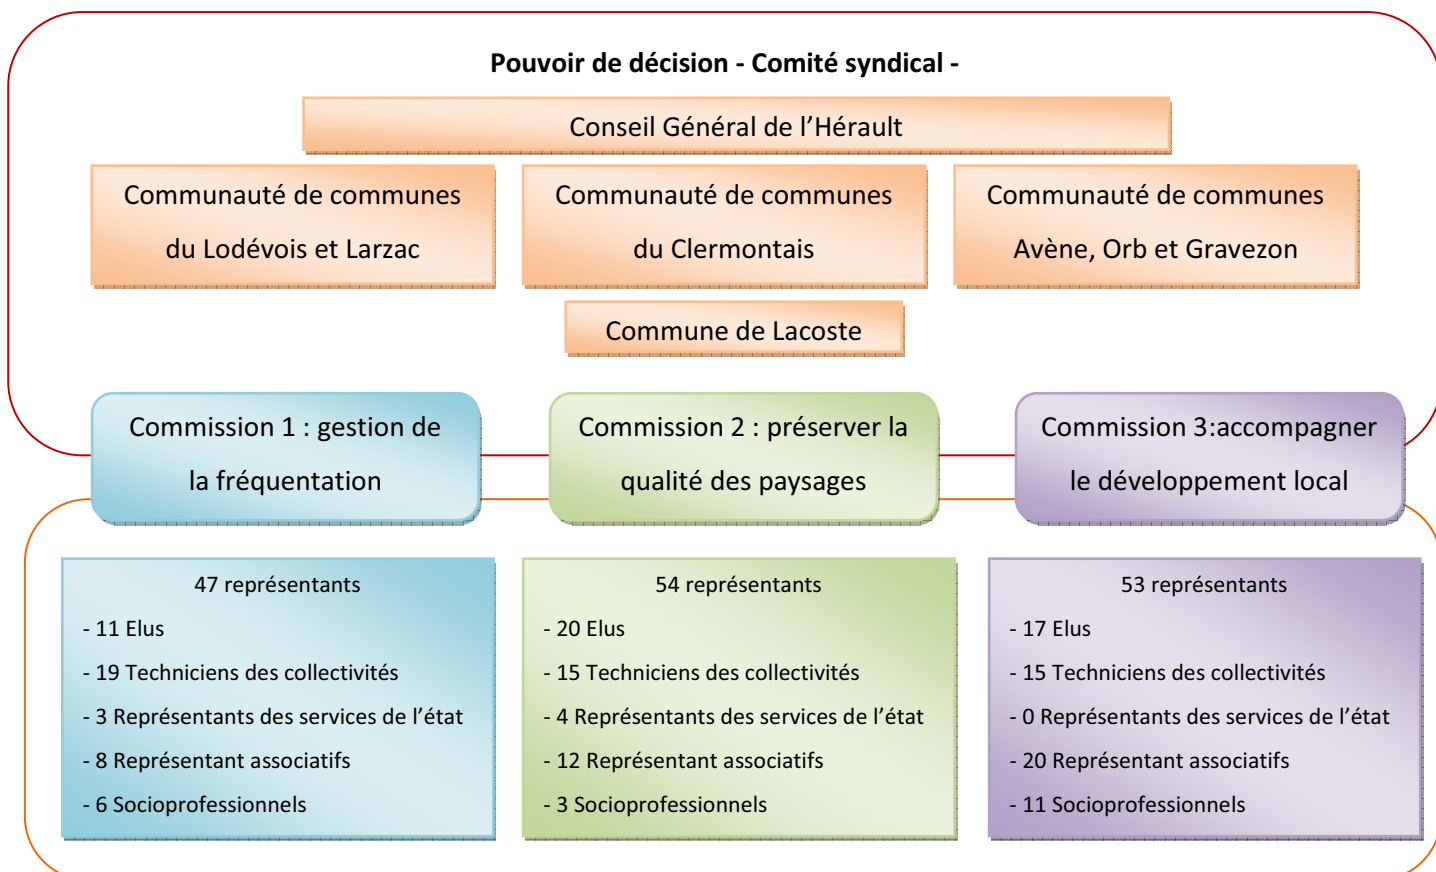 Pouvoir de décision - Comité syndical -
Conseil Général de l’Hérault
Communauté de communes
du Lodévois et Larzac
Communauté de communes
du Clermontais
Communauté de communes
Avène, Orb et Gravezon
Commune de Lacoste
Commission 1 : gestion de
la fréquentation
Commission 2 : préserver la
qualité des paysages
Commission 3:accompagner
le développement local
47 représentants
- 11 Elus
- 19 Techniciens des collectivités
- 3 Représentants des services de l’état
- 8 Représentant associatifs
- 6 Socioprofessionnels
54 représentants
- 20 Elus
- 15 Techniciens des collectivités
- 4 Représentants des services de l’état
- 12 Représentant associatifs
- 3 Socioprofessionnels
53 représentants
- 17 Elus
- 15 Techniciens des collectivités
- 0 Représentants des services de l’état
- 20 Représentant associatifs
- 11 Socioprofessionnels